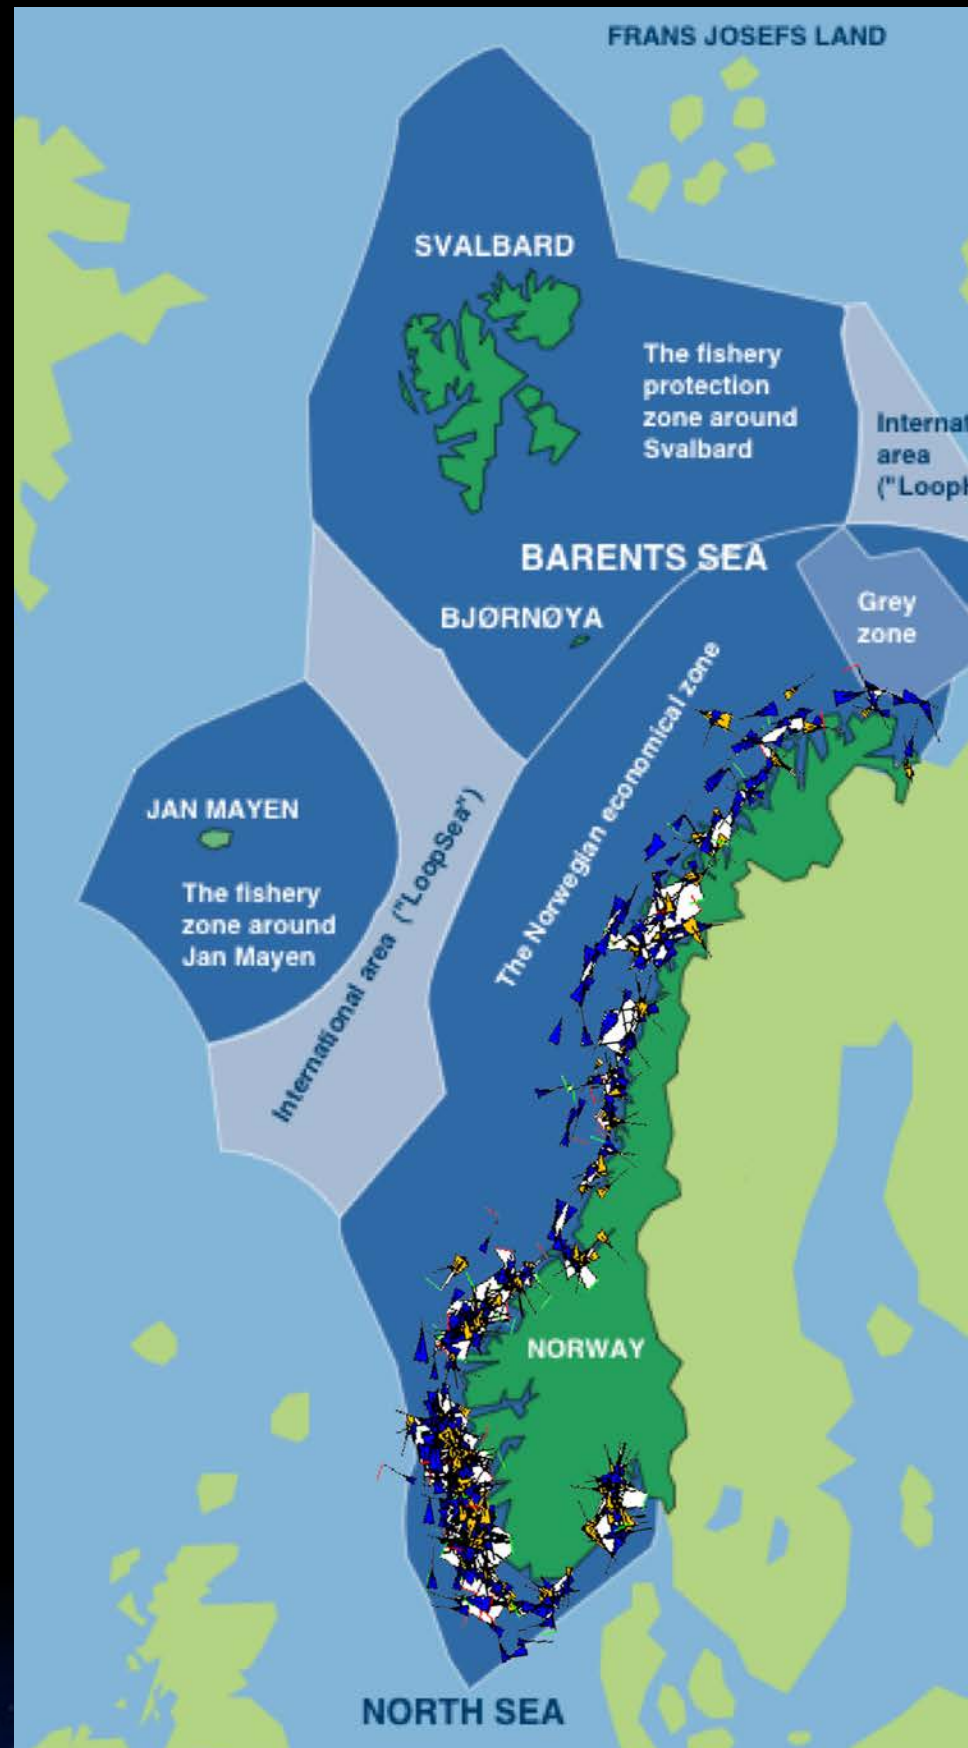 FRANS JOSEFS LAND
SVALBARD
The fishery
protection
zone around
Svalbard
area
BARENTS SEA
BJØRNØYA
Grey
zone
The Norwegian economical zone
JAN MAYEN
The fishery
zone around
Jan Mayen
International area ("LoopSea")
NORWAY
NORTH SEA